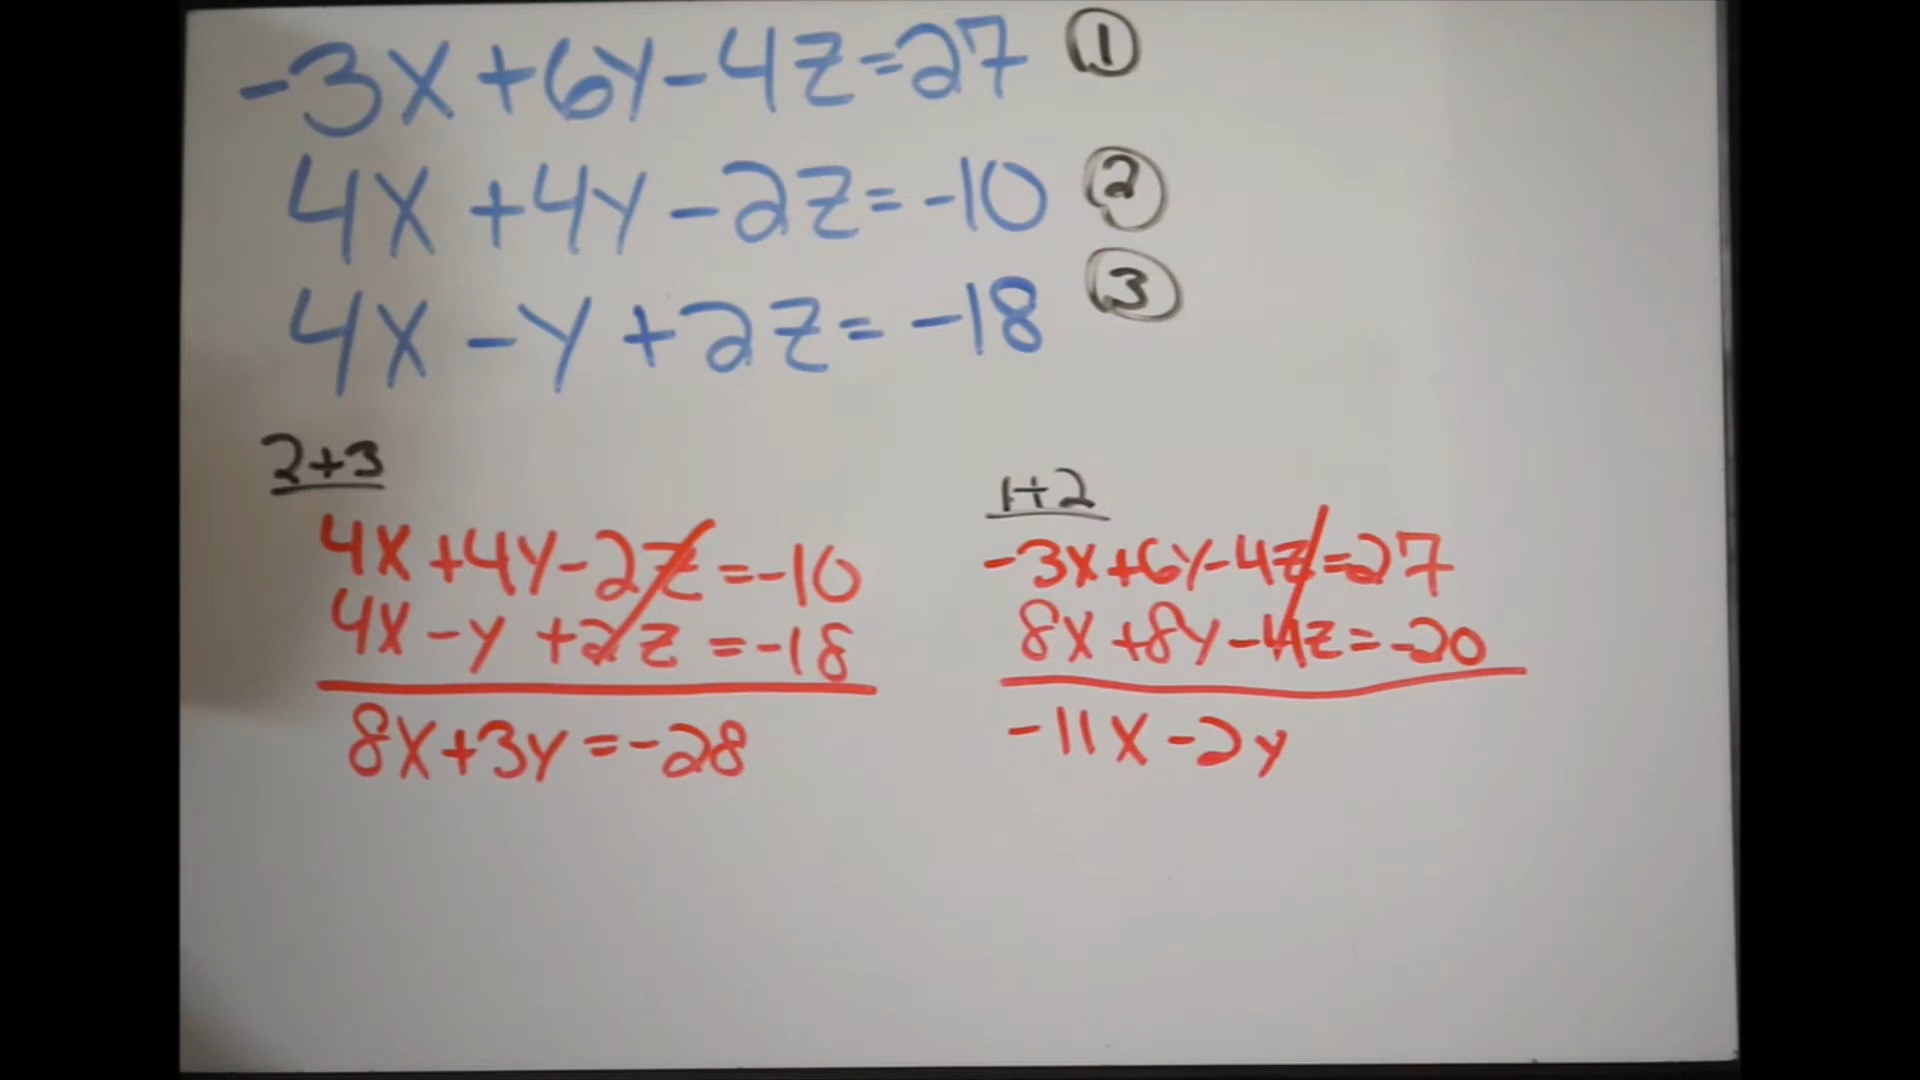 -3X+6Y-4Z=27 ①
4X+4Y-2Z=-10 ②
4X-Y+2Z=-18 ③
2+3
4X+4Y-2Z=-10
4X-Y+2Z=-18
8X+3Y=-28
1+2
-3X+6Y-4Z=27
8X+8Y-4Z=-20
-11X-2Y